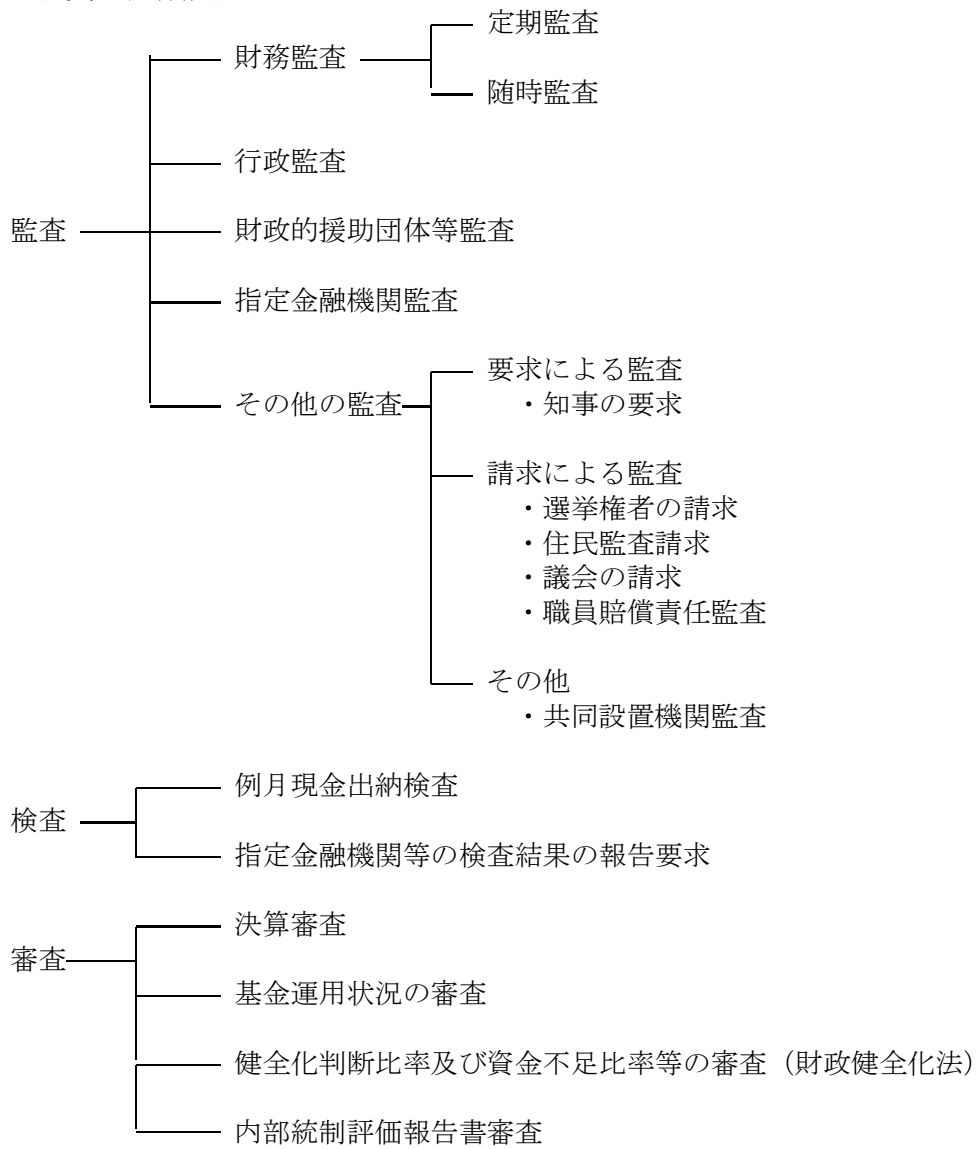 定期監査
財務監査
随時監査
行政監査
監査
財政的援助団体等監査
指定金融機関監査
要求による監査
その他の監査
・知事の要求
請求による監査
・選挙権者の請求
・住民監査請求
・議会の請求
・職員賠償責任監査
その他
・共同設置機関監査
例月現金出納検査
検査
指定金融機関等の検査結果の報告要求
決算審査
審査
基金運用状況の審査
健全化判断比率及び資金不足比率等の審査（財政健全化法）
内部統制評価報告書審査